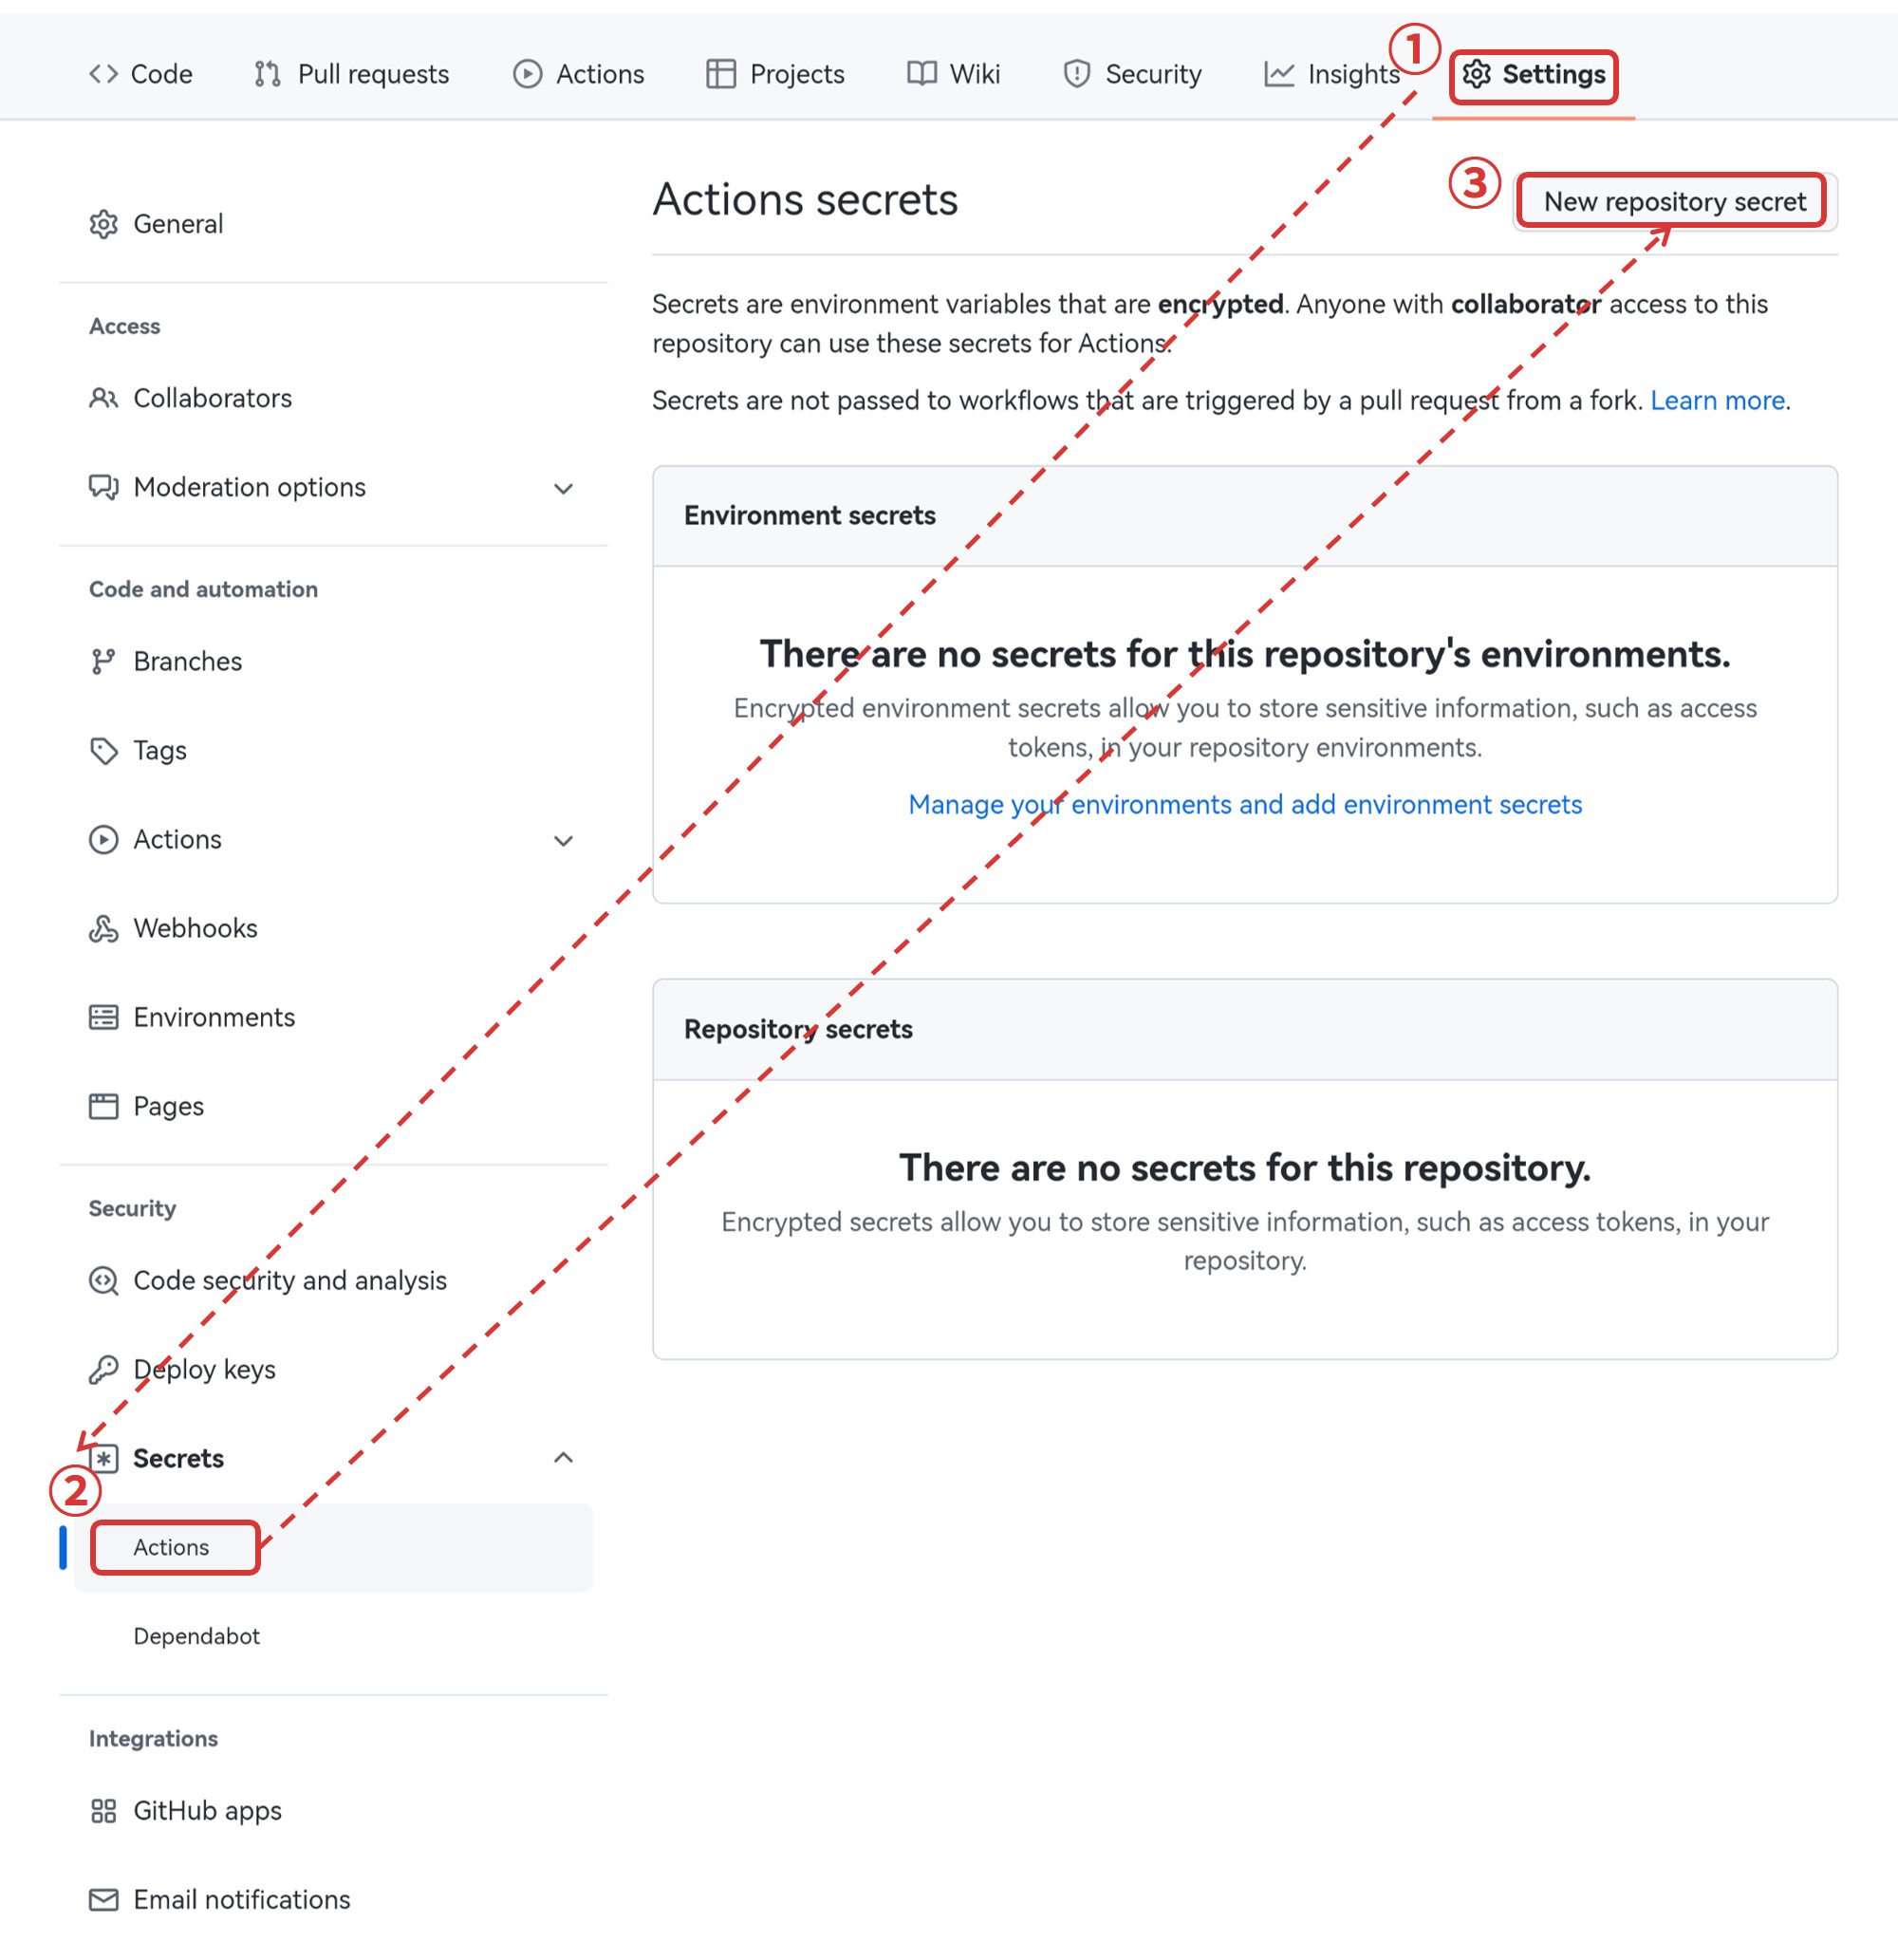 Code Pull requests Actions Projects Wiki Security Insights ① Settings
General
Access
Collaborators
Moderation options
Code and automation
Branches
Tags
Actions
Webhooks
Environments
Pages
Security
Code security and analysis
Deploy keys
Secrets
②
Actions
Dependabot
Integrations
GitHub apps
Email notifications
Actions secrets
③ New repository secret
Secrets are environment variables that are encrypted. Anyone with collaborator access to this
repository can use these secrets for Actions.
Secrets are not passed to workflows that are triggered by a pull request from a fork. Learn more.
Environment secrets
There are no secrets for this repository's environments.
Encrypted environment secrets allow you to store sensitive information, such as access
tokens, in your repository environments.
Manage your environments and add environment secrets
Repository secrets
There are no secrets for this repository.
Encrypted secrets allow you to store sensitive information, such as access tokens, in your
repository.